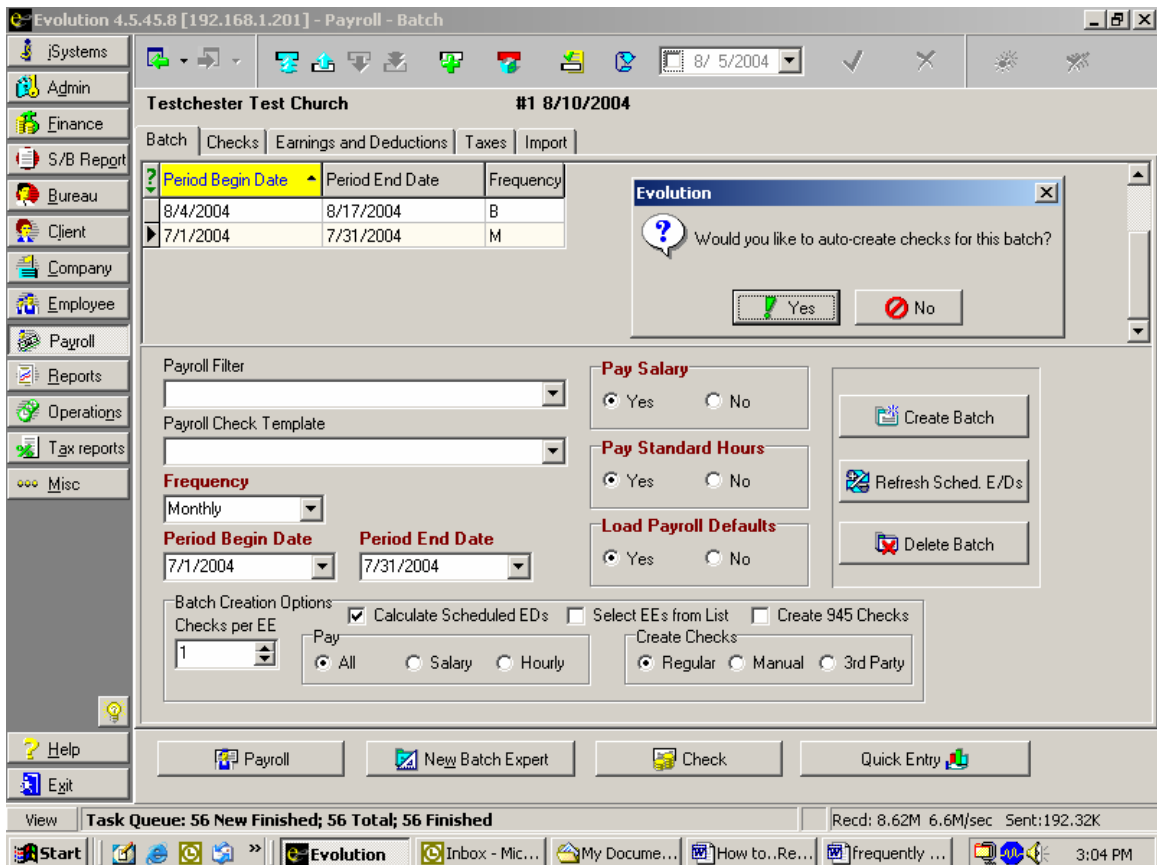 Evolution 4.5.45.8 [192.168.1.201] - Payroll - Batch
iSystems
Admin
Finance
S/B Report
Bureau
Client
Company
Employee
Payroll
Reports
Operations
Tax reports
Misc
Help
Exit
8/ 5/2004
Testchester Test Church #1 8/10/2004
Batch Checks Earnings and Deductions Taxes Import
? Period Begin Date Period End Date Frequency
8/4/2004 8/17/2004 B
7/1/2004 7/31/2004 M
Evolution
Would you like to auto-create checks for this batch?
Yes No
Payroll Filter
Payroll Check Template
Frequency
Monthly
Period Begin Date Period End Date
7/1/2004 7/31/2004
Pay Salary
Yes No
Pay Standard Hours
Yes No
Load Payroll Defaults
Yes No
Create Batch
Refresh Sched. E/Ds
Delete Batch
Batch Creation Options
Calculate Scheduled EDs Select EEs from List Create 945 Checks
Checks per EE
1
Pay
All Salary Hourly
Create Checks
Regular Manual 3rd Party
Payroll New Batch Expert Check Quick Entry
View Task Queue: 56 New Finished; 56 Total; 56 Finished Recd: 8.62M 6.6M/sec Sent:192.32K
Start » Evolution Inbox - Mic... My Docume... How to..Re... frequently ... 3:04 PM